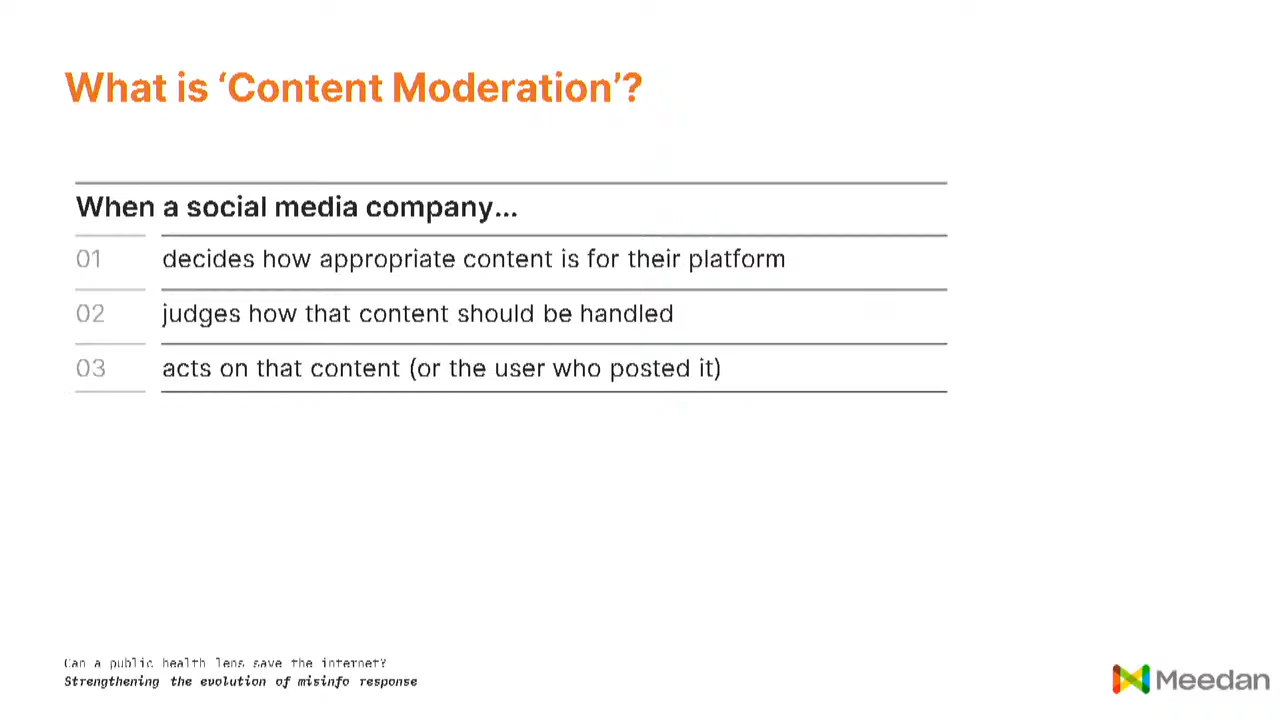 What is ‘Content Moderation’?
When a social media company...
01 decides how appropriate content is for their platform
02 judges how that content should be handled
03 acts on that content (or the user who posted it)
Can a public health lens save the internet?
Strengthening the evolution of misinfo response
Meedan